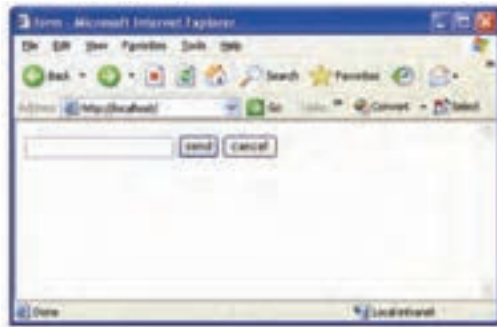 form - Microsoft Internet Explorer
File Edit View Favorites Tools Help
Back Search Favorites
Address http://localhost/ Go Links » Convert Select
send cancel
Done Local intranet